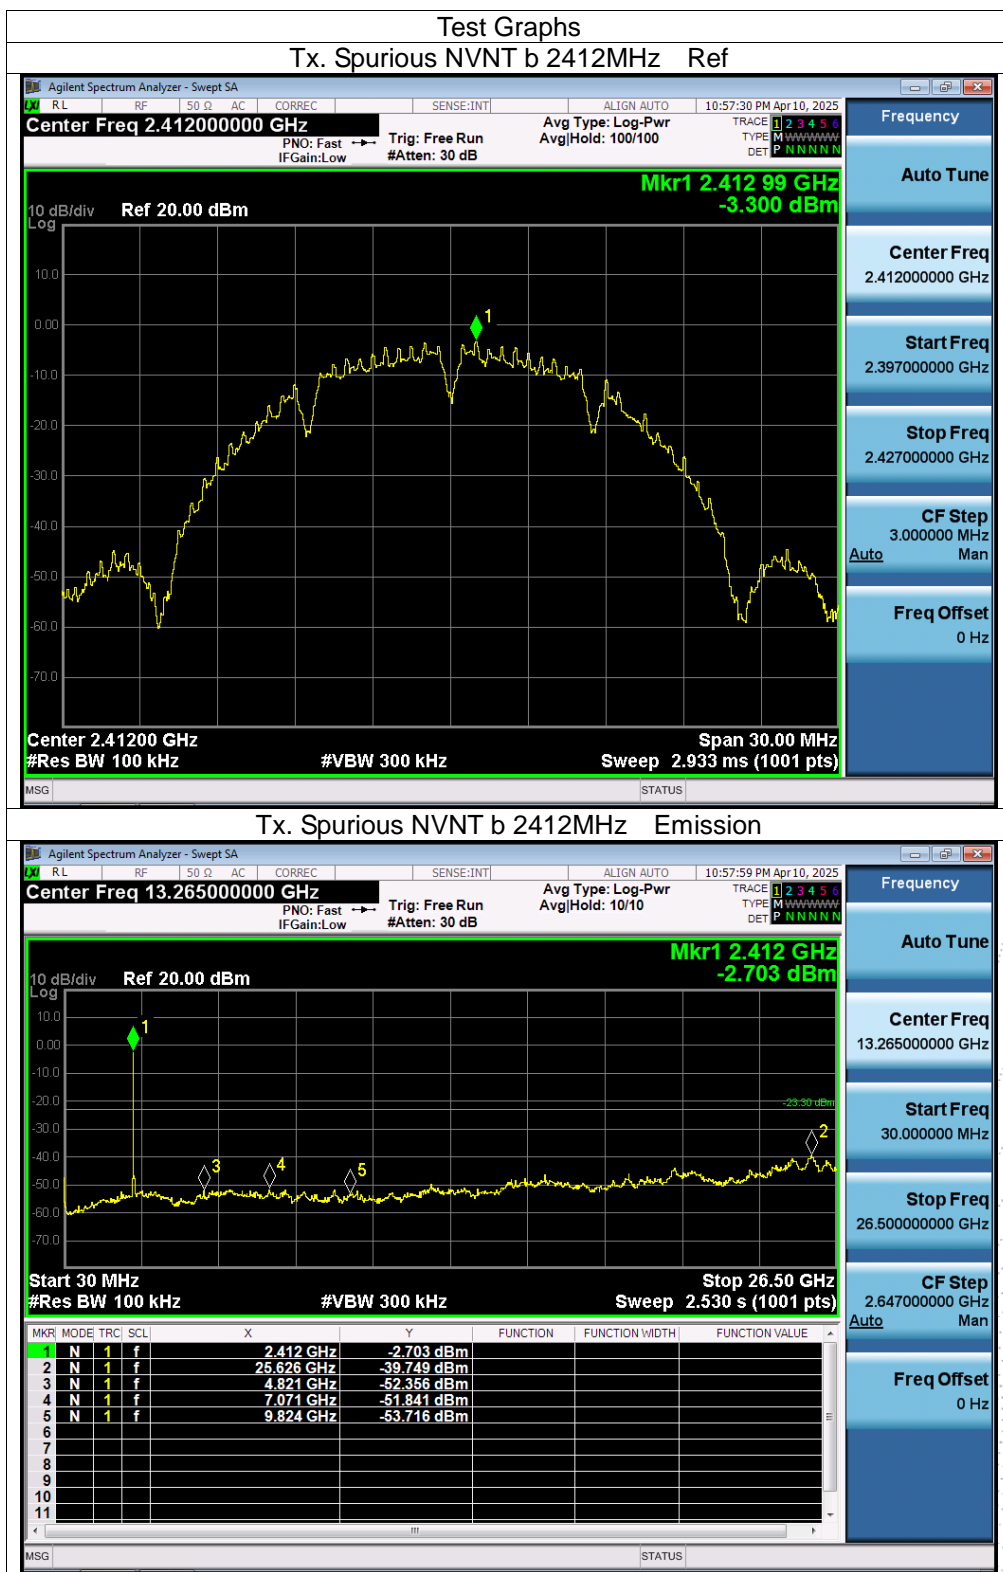 Test Graphs
Tx. Spurious NVNT b 2412MHz Ref
Agilent Spectrum Analyzer - Swept SA
LXI RL RF 50 Ω AC CORREC SENSE:INT ALIGN AUTO 10:57:30 PM Apr 10, 2025
Center Freq 2.412000000 GHz
PNO: Fast
IFGain:Low
Trig: Free Run
#Atten: 30 dB
Avg Type: Log-Pwr
Avg|Hold: 100/100
TRACE 1 2 3 4 5 6
TYPE M WWWWW
DET P N N N N N
Mkr1 2.412 99 GHz
-3.300 dBm
10 dB/div Ref 20.00 dBm
Log
10.0
0.00
-10.0
-20.0
-30.0
-40.0
-50.0
-60.0
-70.0
1
Center 2.41200 GHz Span 30.00 MHz
#Res BW 100 kHz #VBW 300 kHz Sweep 2.933 ms (1001 pts)
MSG STATUS
Frequency
Auto Tune
Center Freq
2.412000000 GHz
Start Freq
2.397000000 GHz
Stop Freq
2.427000000 GHz
CF Step
3.000000 MHz
Auto Man
Freq Offset
0 Hz
Tx. Spurious NVNT b 2412MHz Emission
Agilent Spectrum Analyzer - Swept SA
LXI RL RF 50 Ω AC CORREC SENSE:INT ALIGN AUTO 10:57:59 PM Apr 10, 2025
Center Freq 13.265000000 GHz
PNO: Fast
IFGain:Low
Trig: Free Run
#Atten: 30 dB
Avg Type: Log-Pwr
Avg|Hold: 10/10
TRACE 1 2 3 4 5 6
TYPE M WWWWW
DET P N N N N N
Mkr1 2.412 GHz
-2.703 dBm
10 dB/div Ref 20.00 dBm
Log
10.0
0.00
-10.0
-20.0
-30.0
-40.0
-50.0
-60.0
-70.0
1
-23.30 dBm
2
3
4
5
Start 30 MHz Stop 26.50 GHz
#Res BW 100 kHz #VBW 300 kHz Sweep 2.530 s (1001 pts)
MKR MODE TRC SCL X Y FUNCTION FUNCTION WIDTH FUNCTION VALUE
1 N 1 f 2.412 GHz -2.703 dBm
2 N 1 f 25.626 GHz -39.749 dBm
3 N 1 f 4.821 GHz -52.356 dBm
4 N 1 f 7.071 GHz -51.841 dBm
5 N 1 f 9.824 GHz -53.716 dBm
6
7
8
9
10
11
MSG STATUS
Frequency
Auto Tune
Center Freq
13.265000000 GHz
Start Freq
30.000000 MHz
Stop Freq
26.500000000 GHz
CF Step
2.647000000 GHz
Auto Man
Freq Offset
0 Hz